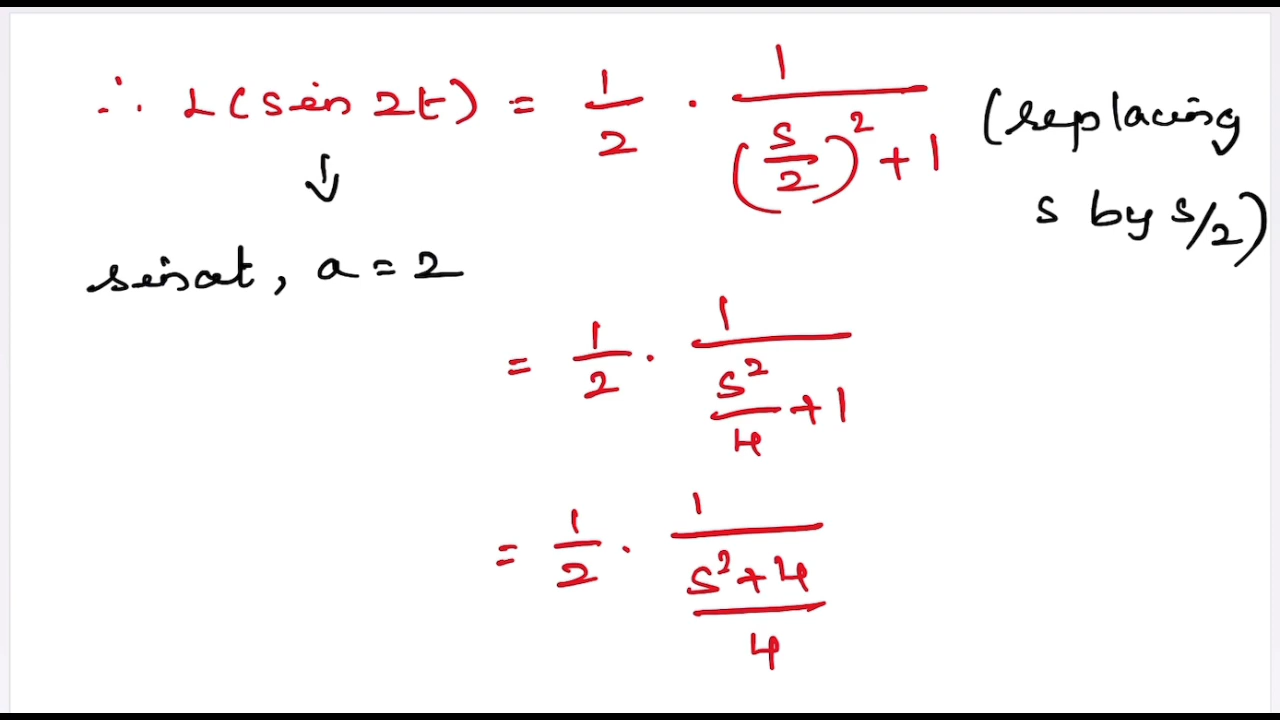 ∴ L(sin 2t) = 1/2 · 1/((s/2)² + 1) (replacing
↓ s by s/2)
sin at, a = 2
= 1/2 · 1/(s²/4 + 1)
= 1/2 · 1/((s² + 4)/4)